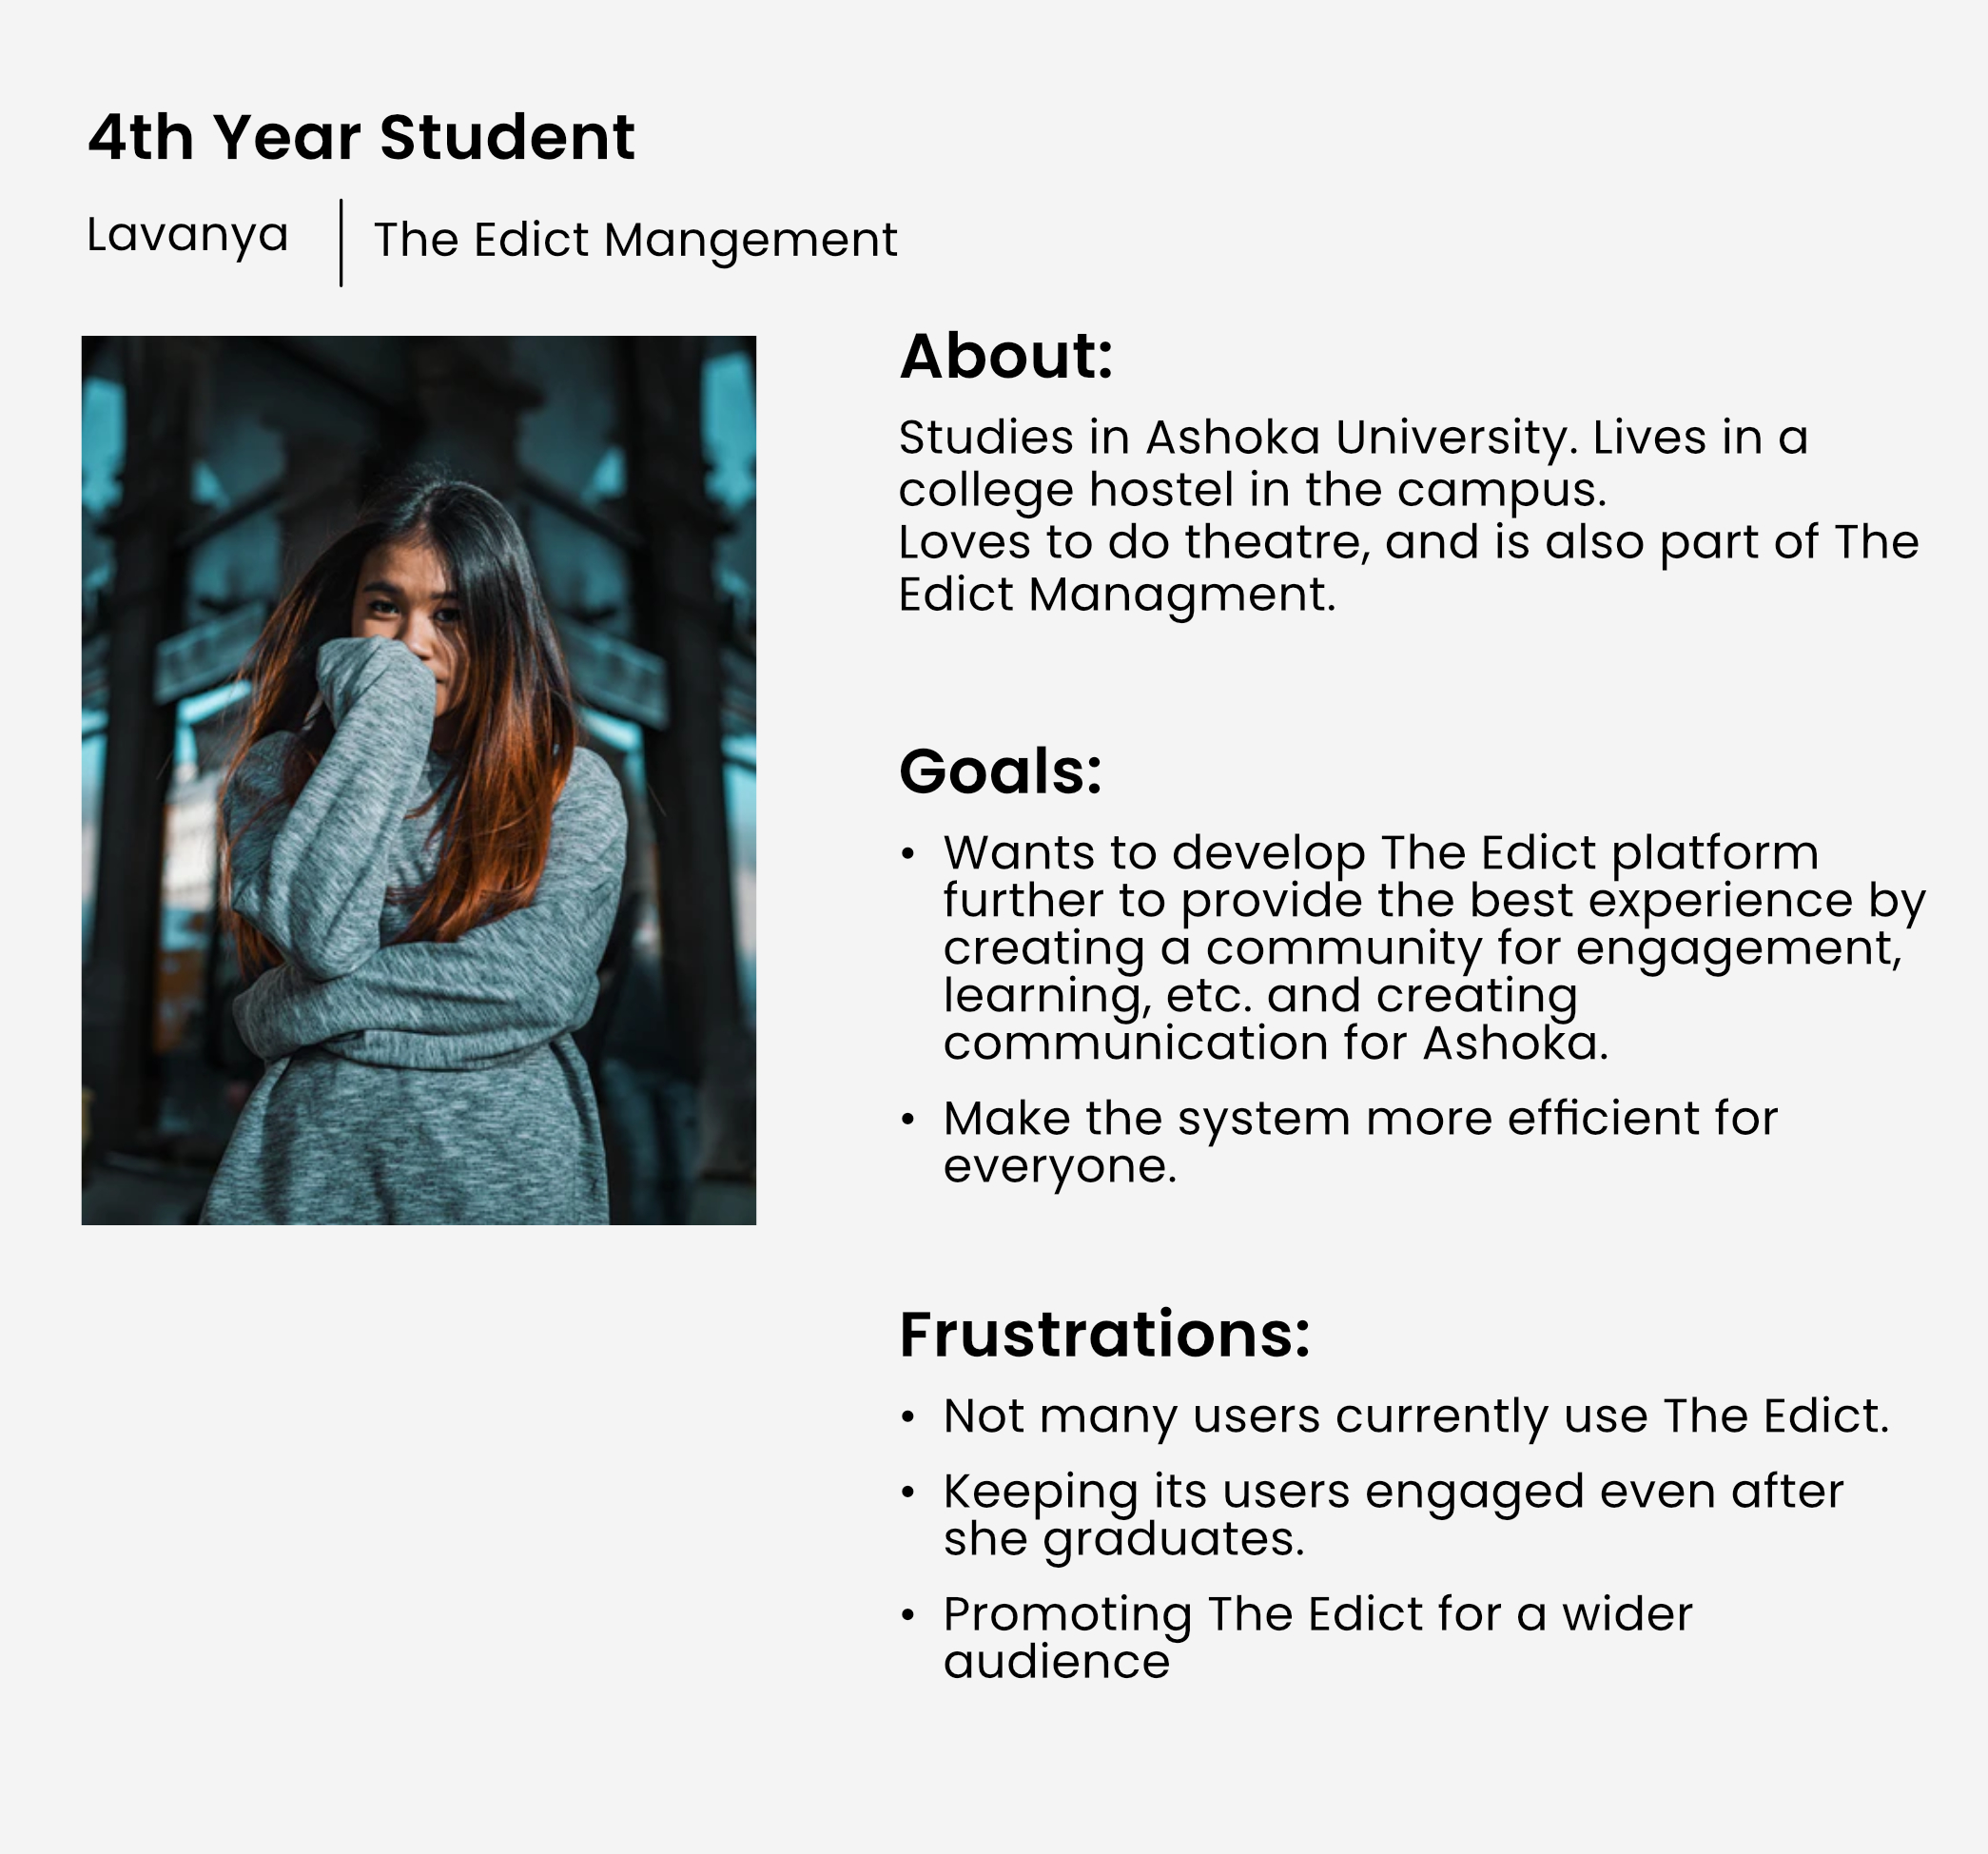 4th Year Student
Lavanya
The Edict Mangement
About:
Studies in Ashoka University. Lives in a
college hostel in the campus.
Loves to do theatre, and is also part of The
Edict Managment.
Goals:
• Wants to develop The Edict platform
further to provide the best experience by
creating a community for engagement,
learning, etc. and creating
communication for Ashoka.
• Make the system more efficient for
everyone.
Frustrations:
• Not many users currently use The Edict.
• Keeping its users engaged even after
she graduates.
• Promoting The Edict for a wider
audience